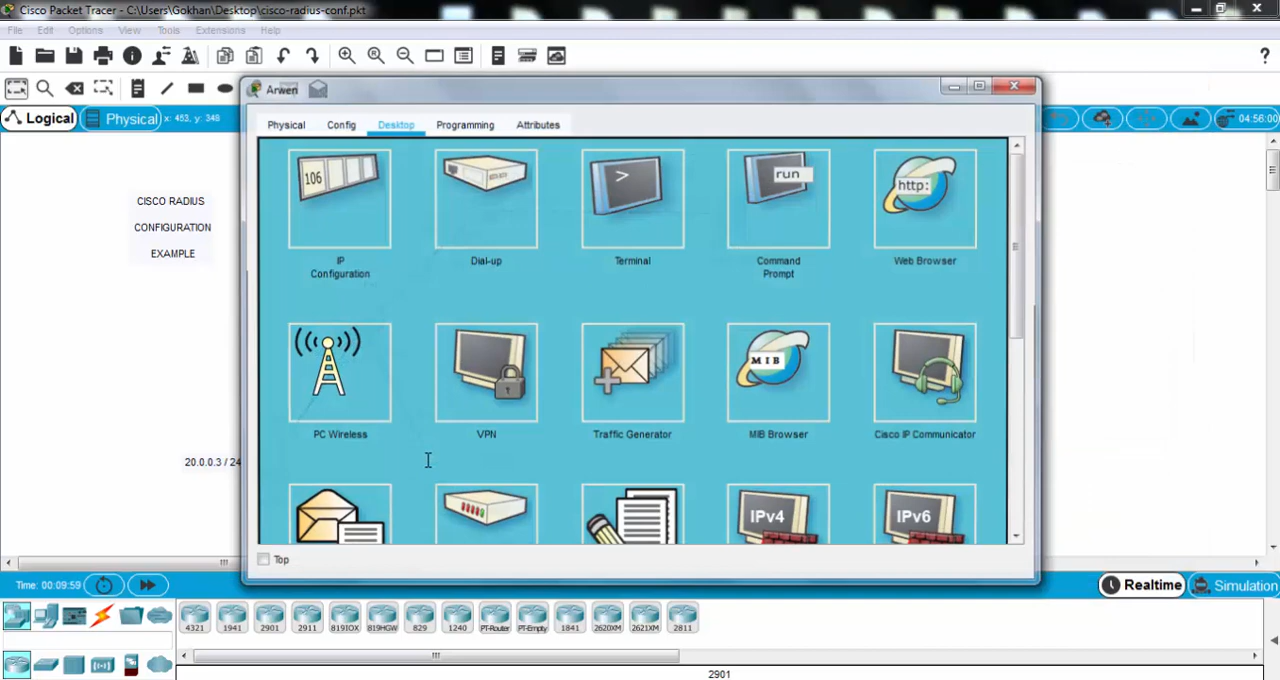 Cisco Packet Tracer - C:\Users\Gokhan\Desktop\cisco-radius-conf.pkt
File Edit Options View Tools Extensions Help
?
Arwen
Logical Physical x: 453, y: 348
04:56:00
Physical Config Desktop Programming Attributes
106
>
run
http:
IP
Configuration
Dial-up
Terminal
Command
Prompt
Web Browser
CISCO RADIUS
CONFIGURATION
EXAMPLE
MIB
PC Wireless
VPN
Traffic Generator
MIB Browser
Cisco IP Communicator
20.0.0.3 / 24
IPv4
IPv6
Top
Time: 00:09:59
Realtime
Simulation
4321 1941 2901 2911 819IOX 819HGW 829 1240 PT-Router PT-Empty 1841 2620XM 2621XM 2811
2901